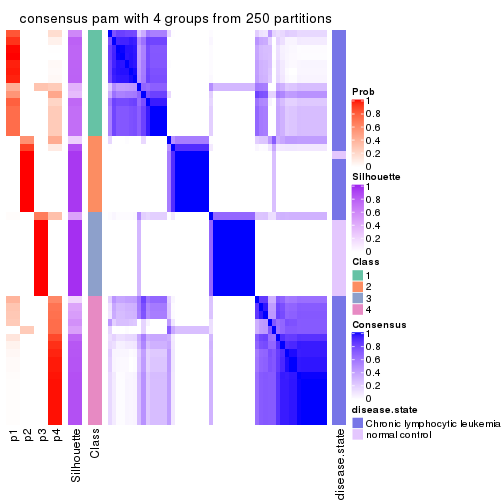 consensus pam with 4 groups from 250 partitions
Prob
1
0.8
0.6
0.4
0.2
0
Silhouette
1
0.8
0.6
0.4
0.2
0
Class
1
2
3
4
Consensus
1
0.8
0.6
0.4
0.2
0
disease.state
Chronic lymphocytic leukemia
normal control
p1
p2
p3
p4
Silhouette
Class
disease.state